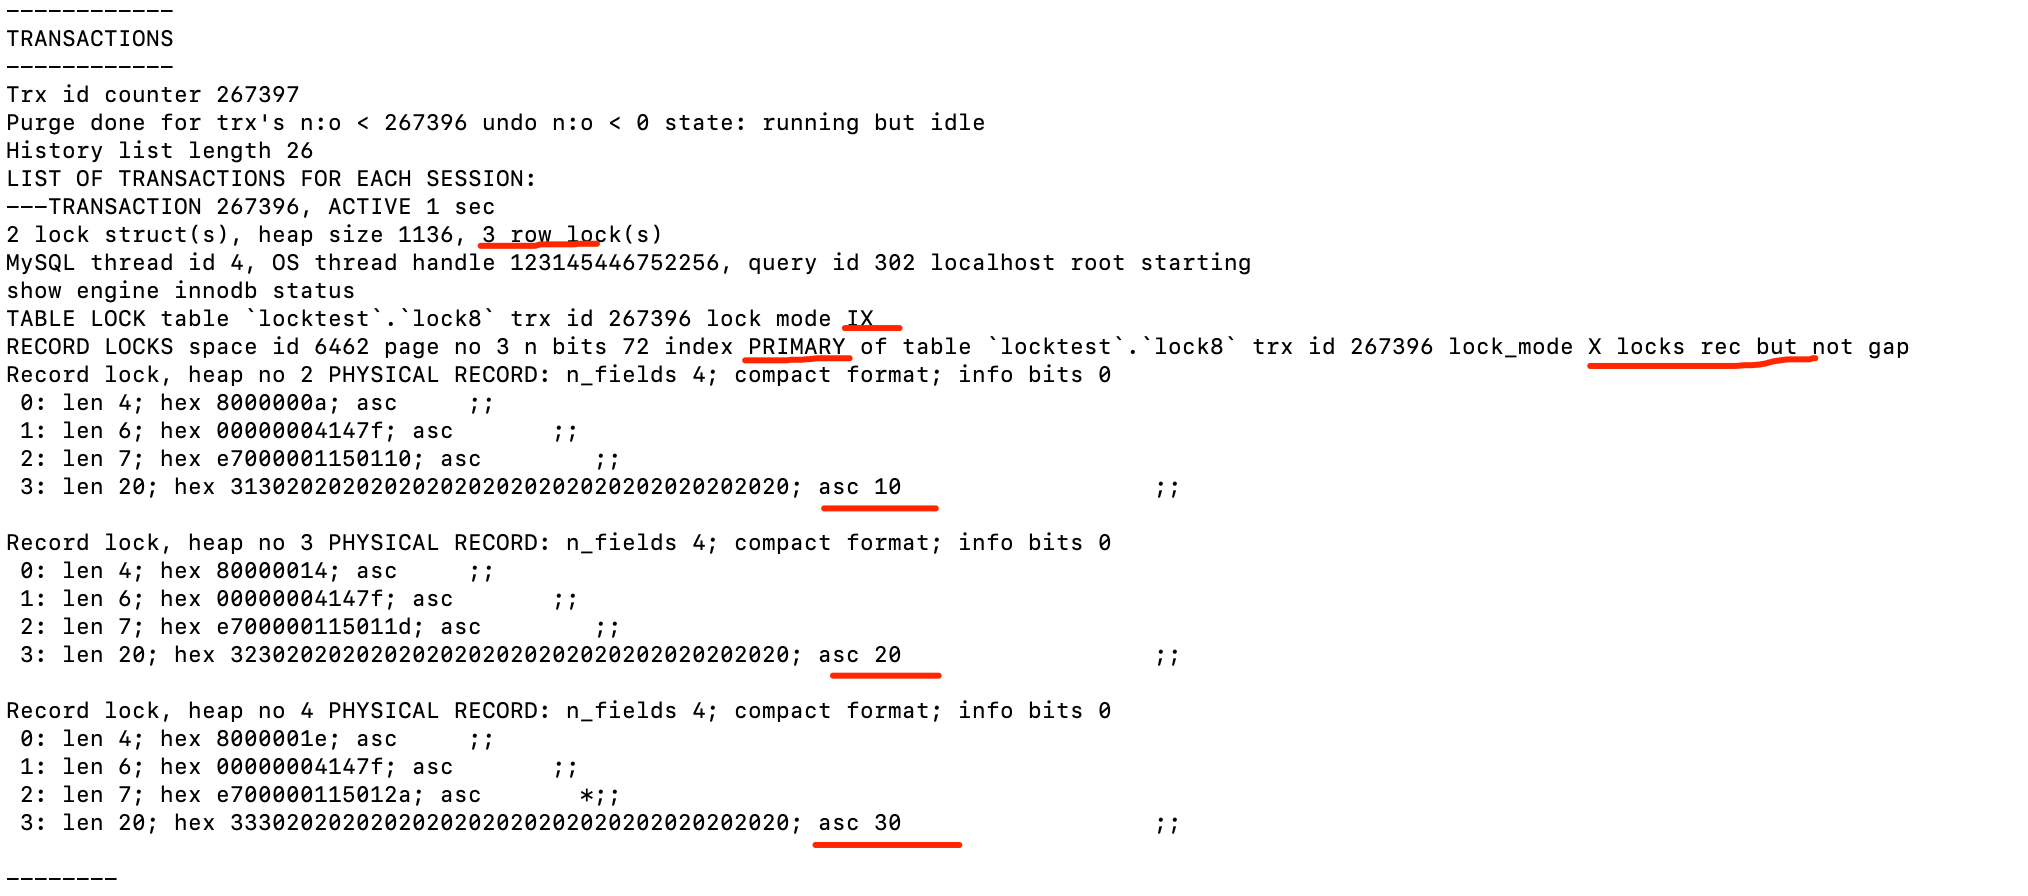 ------------
TRANSACTIONS
------------
Trx id counter 267397
Purge done for trx's n:o < 267396 undo n:o < 0 state: running but idle
History list length 26
LIST OF TRANSACTIONS FOR EACH SESSION:
---TRANSACTION 267396, ACTIVE 1 sec
2 lock struct(s), heap size 1136, 3 row lock(s)
MySQL thread id 4, OS thread handle 123145446752256, query id 302 localhost root starting
show engine innodb status
TABLE LOCK table `locktest`.`lock8` trx id 267396 lock mode IX
RECORD LOCKS space id 6462 page no 3 n bits 72 index PRIMARY of table `locktest`.`lock8` trx id 267396 lock_mode X locks rec but not gap
Record lock, heap no 2 PHYSICAL RECORD: n_fields 4; compact format; info bits 0
 0: len 4; hex 8000000a; asc     ;;
 1: len 6; hex 00000004147f; asc       ;;
 2: len 7; hex e7000001150110; asc        ;;
 3: len 20; hex 3130202020202020202020202020202020202020; asc 10                  ;;

Record lock, heap no 3 PHYSICAL RECORD: n_fields 4; compact format; info bits 0
 0: len 4; hex 80000014; asc     ;;
 1: len 6; hex 00000004147f; asc       ;;
 2: len 7; hex e700000115011d; asc        ;;
 3: len 20; hex 3230202020202020202020202020202020202020; asc 20                  ;;

Record lock, heap no 4 PHYSICAL RECORD: n_fields 4; compact format; info bits 0
 0: len 4; hex 8000001e; asc     ;;
 1: len 6; hex 00000004147f; asc       ;;
 2: len 7; hex e700000115012a; asc       *;;
 3: len 20; hex 3330202020202020202020202020202020202020; asc 30                  ;;

--------